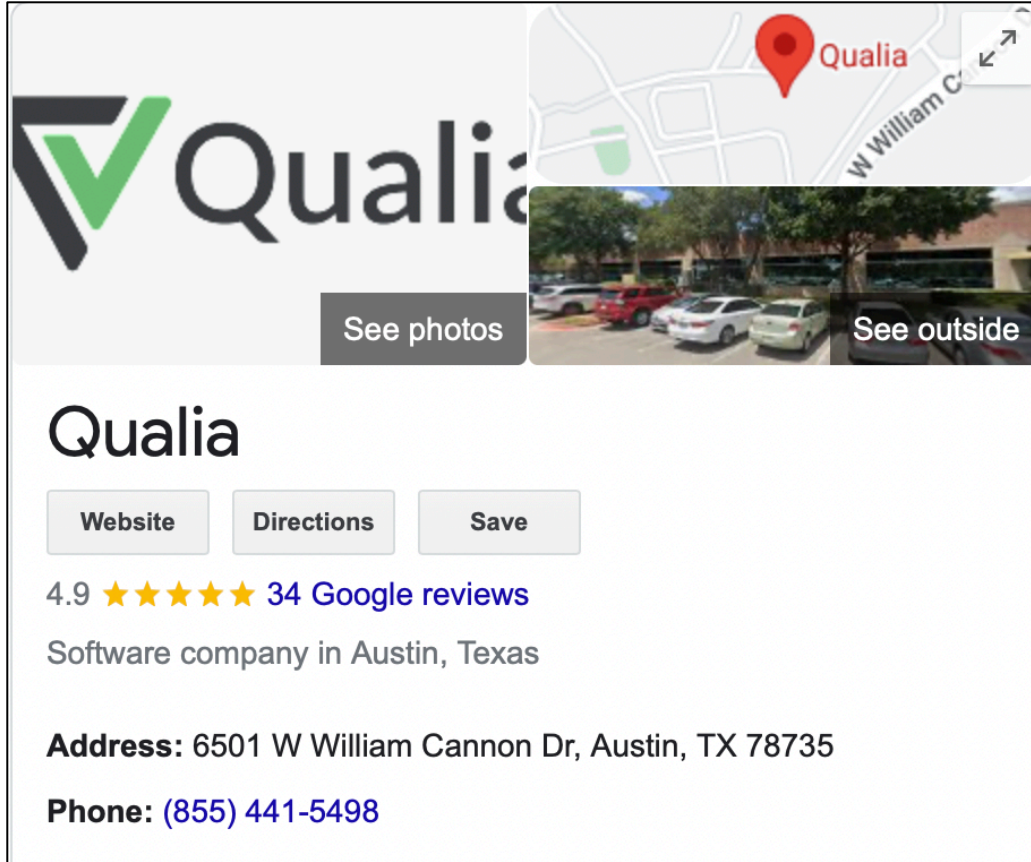 Qualia
Qualia
W William Can
See photos
See outside
Qualia
Website
Directions
Save
4.9 34 Google reviews
Software company in Austin, Texas
Address: 6501 W William Cannon Dr, Austin, TX 78735
Phone: (855) 441-5498